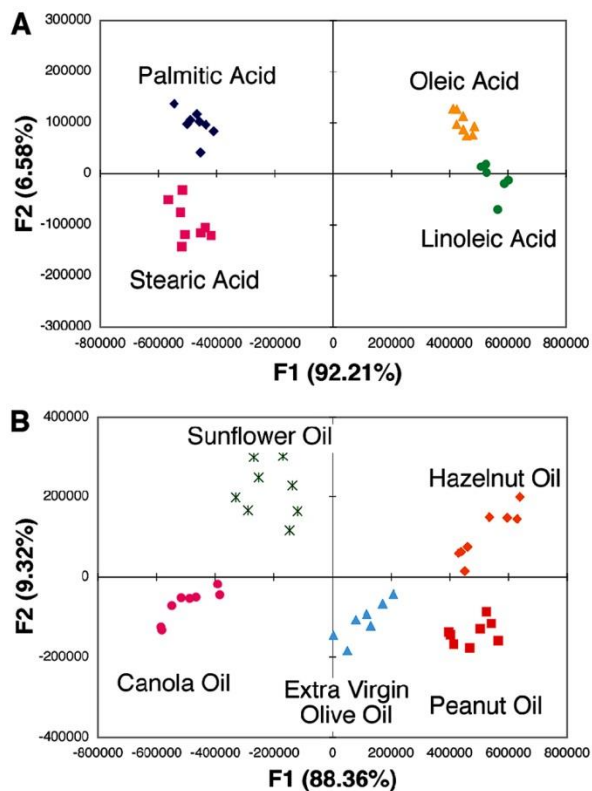 A
300000
200000
100000
0
-100000
-200000
-300000
F2 (6.58%)
Palmitic Acid
Oleic Acid
Linoleic Acid
Stearic Acid
-800000 -600000 -400000 -200000 0 200000 400000 600000 800000
F1 (92.21%)
B
400000
200000
0
-200000
-400000
F2 (9.32%)
Sunflower Oil
Hazelnut Oil
Canola Oil
Extra Virgin
Olive Oil
Peanut Oil
-800000 -600000 -400000 -200000 0 200000 400000 600000 800000
F1 (88.36%)